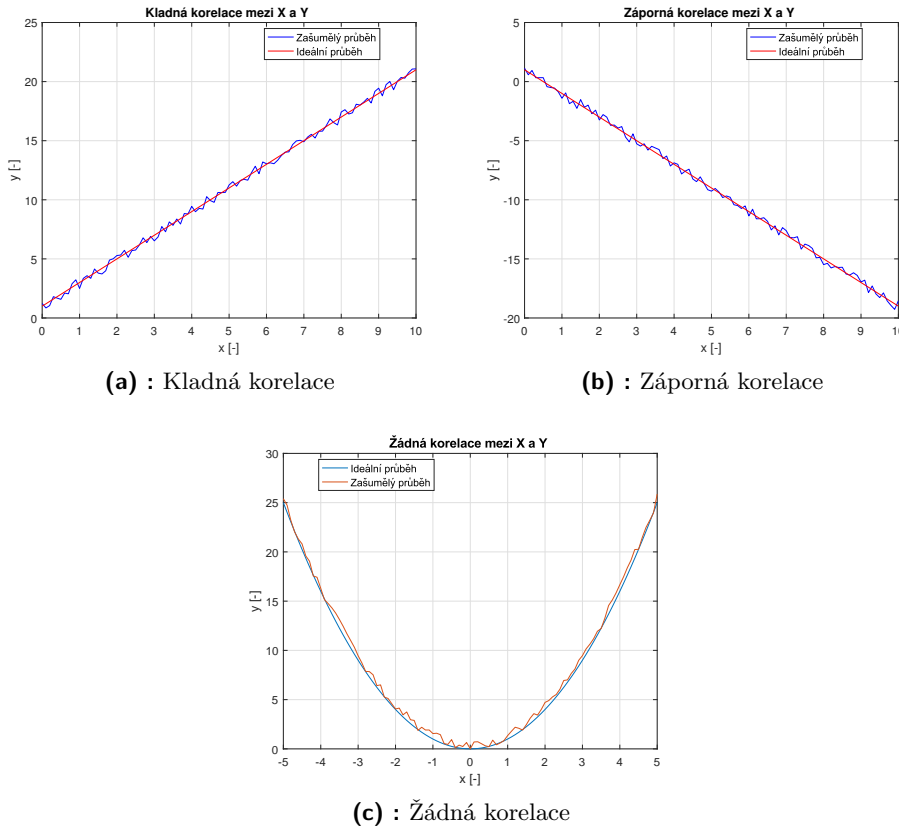 Kladná korelace mezi X a Y
25
20
15
10
5
0
y [-]
Zašumělý průběh
Ideální průběh
0 1 2 3 4 5 6 7 8 9 10
x [-]
(a) : Kladná korelace
Záporná korelace mezi X a Y
5
0
-5
-10
-15
-20
y [-]
Zašumělý průběh
Ideální průběh
0 1 2 3 4 5 6 7 8 9 10
x [-]
(b) : Záporná korelace
Žádná korelace mezi X a Y
30
25
20
15
10
5
0
y [-]
Ideální průběh
Zašumělý průběh
-5 -4 -3 -2 -1 0 1 2 3 4 5
x [-]
(c) : Žádná korelace